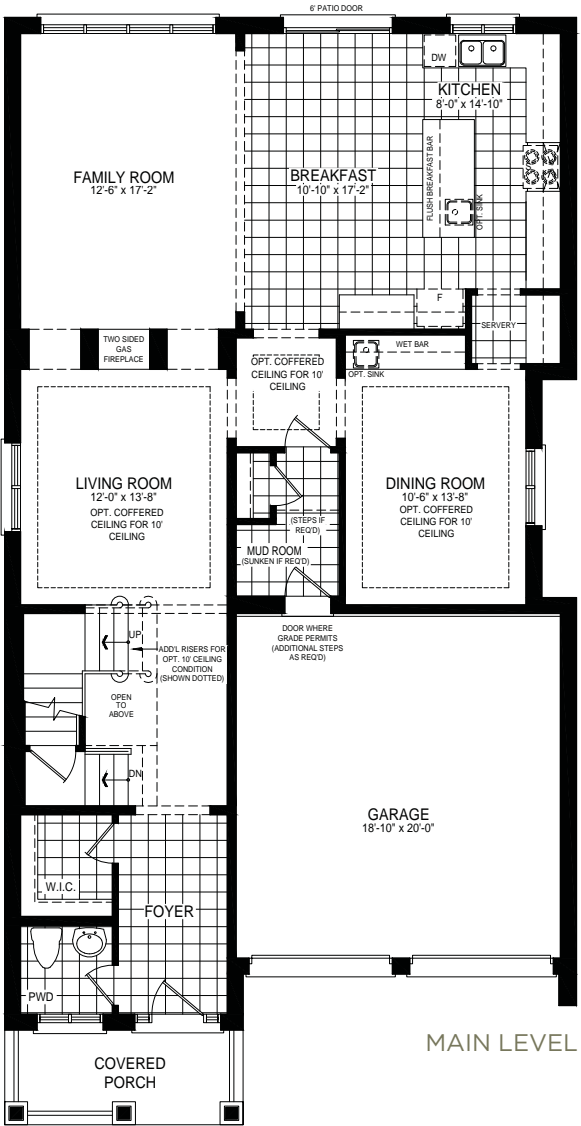 6' PATIO DOOR
DW
KITCHEN
8'-0" x 14'-10"
FAMILY ROOM
12'-6" x 17'-2"
BREAKFAST
10'-10" x 17'-2"
FLUSH BREAKFAST BAR
OPT. SINK
F
SERVERY
TWO SIDED
GAS
FIREPLACE
WET BAR
OPT. SINK
OPT. COFFERED
CEILING FOR 10'
CEILING
LIVING ROOM
12'-0" x 13'-8"
OPT. COFFERED
CEILING FOR 10'
CEILING
DINING ROOM
10'-6" x 13'-8"
OPT. COFFERED
CEILING FOR 10'
CEILING
(STEPS IF
REQ'D)
MUD ROOM
(SUNKEN IF REQ'D)
DOOR WHERE
GRADE PERMITS
(ADDITIONAL STEPS
AS REQ'D)
UP
ADD'L RISERS FOR
OPT. 10' CEILING
CONDITION
(SHOWN DOTTED)
OPEN
TO
ABOVE
DN
GARAGE
18'-10" x 20'-0"
W.I.C.
FOYER
PWD
MAIN LEVEL
COVERED
PORCH